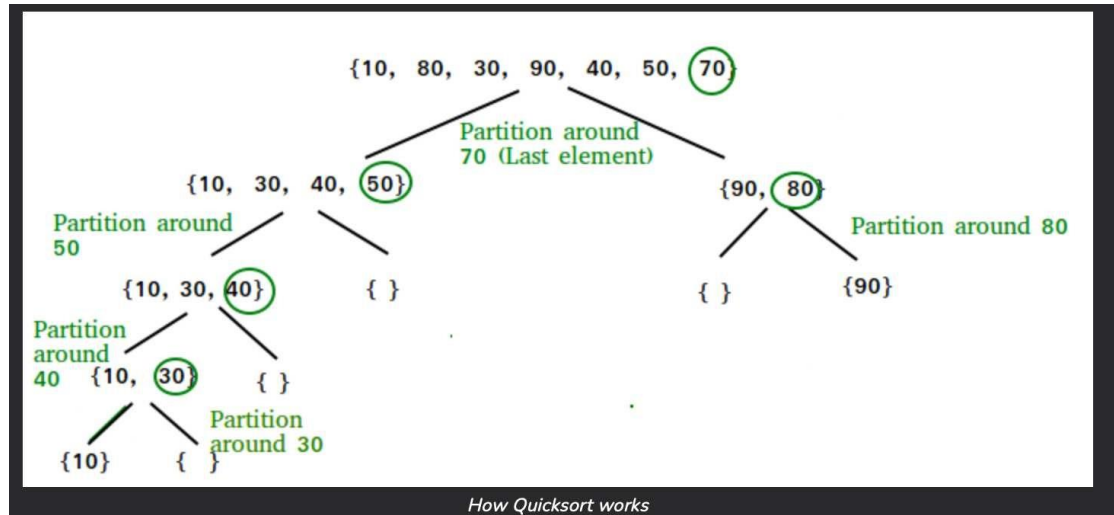 {10, 80, 30, 90, 40, 50, 70}
Partition around
70 (Last element)
{10, 30, 40, 50}
{90, 80}
Partition around
50
Partition around 80
{10, 30, 40}
{ }
{ }
{90}
Partition
around
40
{10, 30}
{ }
Partition
around 30
{10}
{ }
How Quicksort works